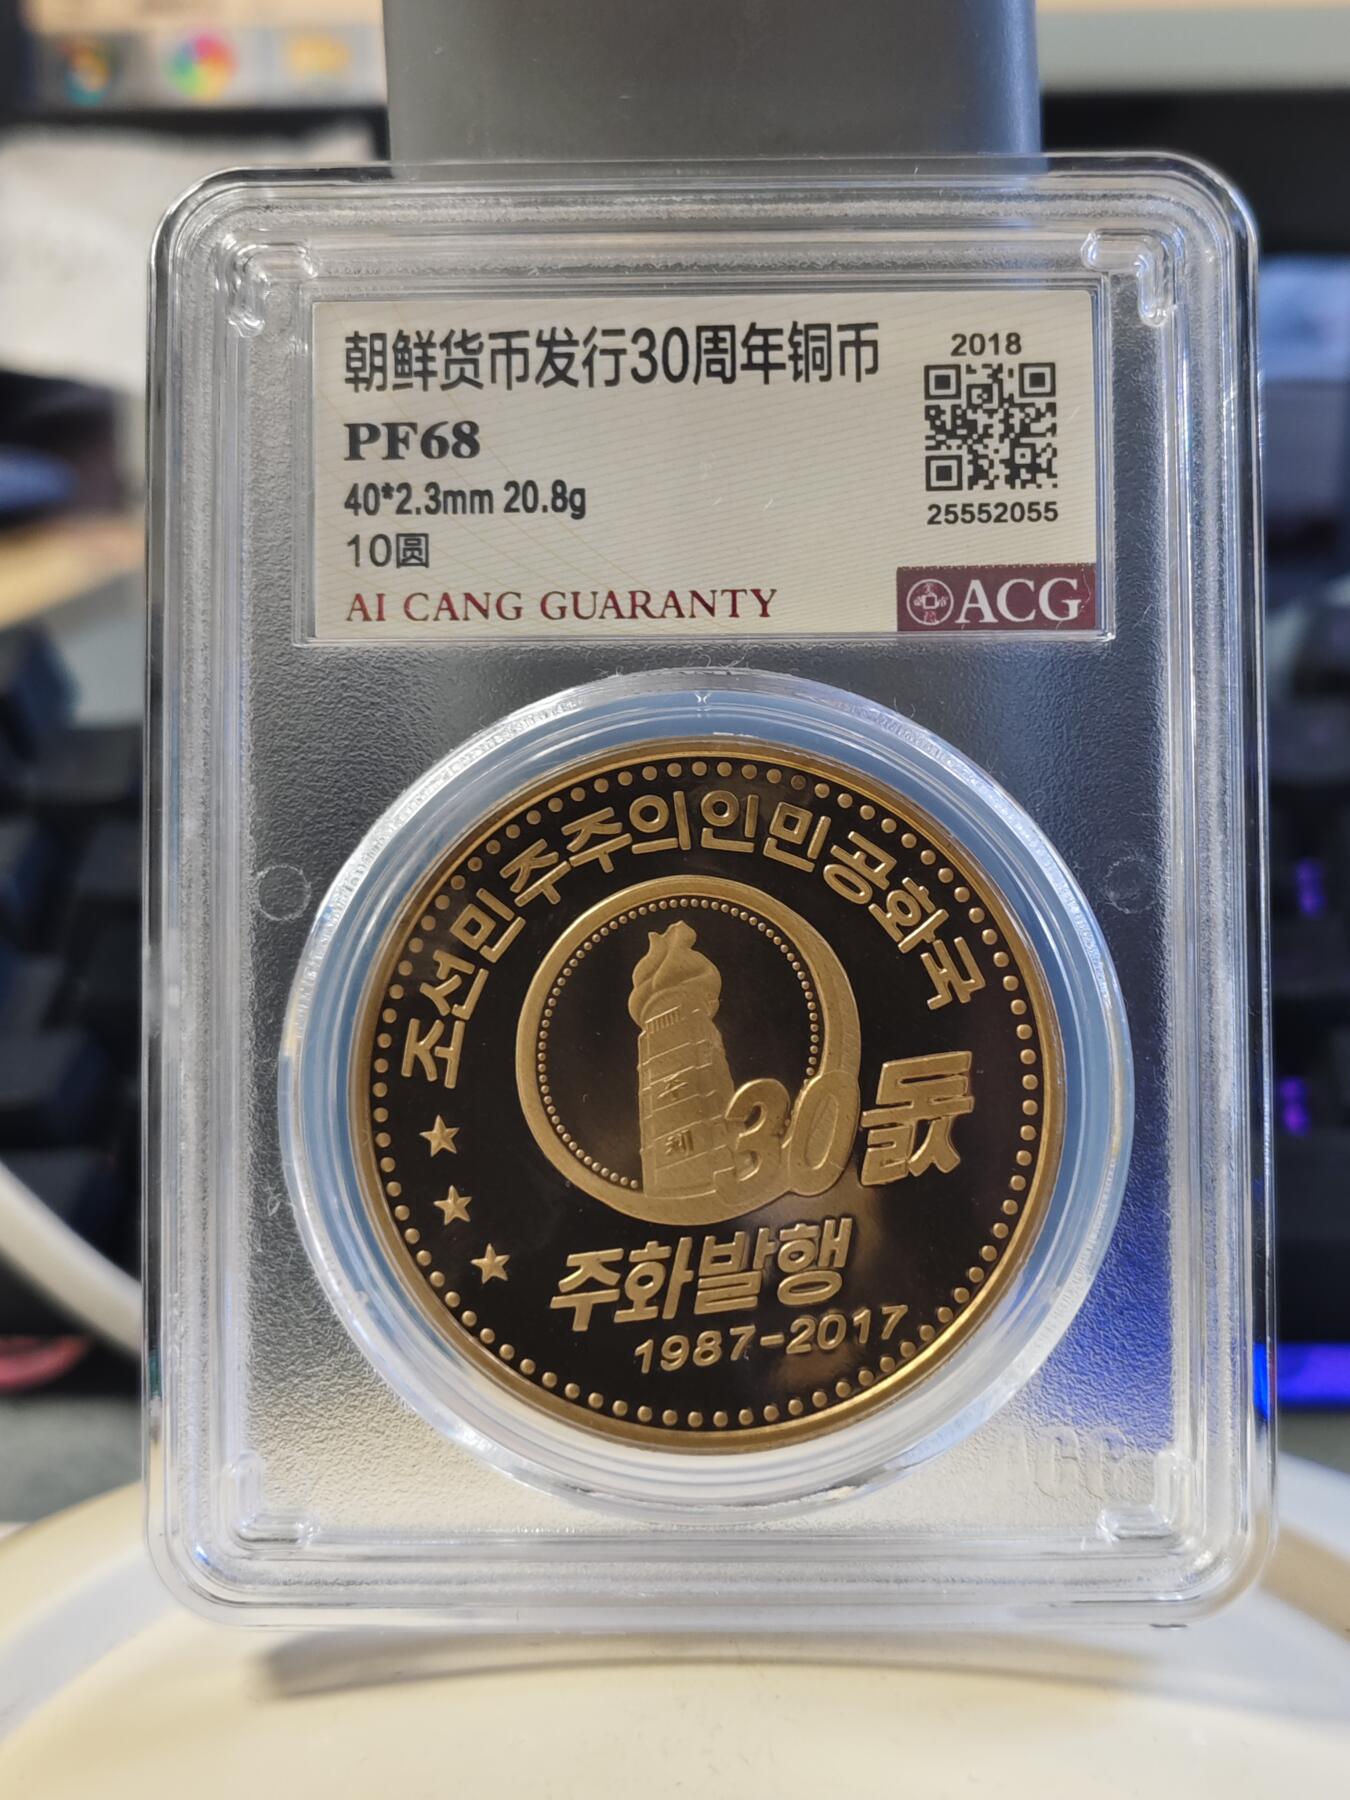 朝鲜货币发行30周年铜币
2018
PF68
40*2.3mm 20.8g
25552055
10圆
AI CANG GUARANTY
ACG
조선민주주의인민공화국
주
체
30돐
주화발행
1987-2017